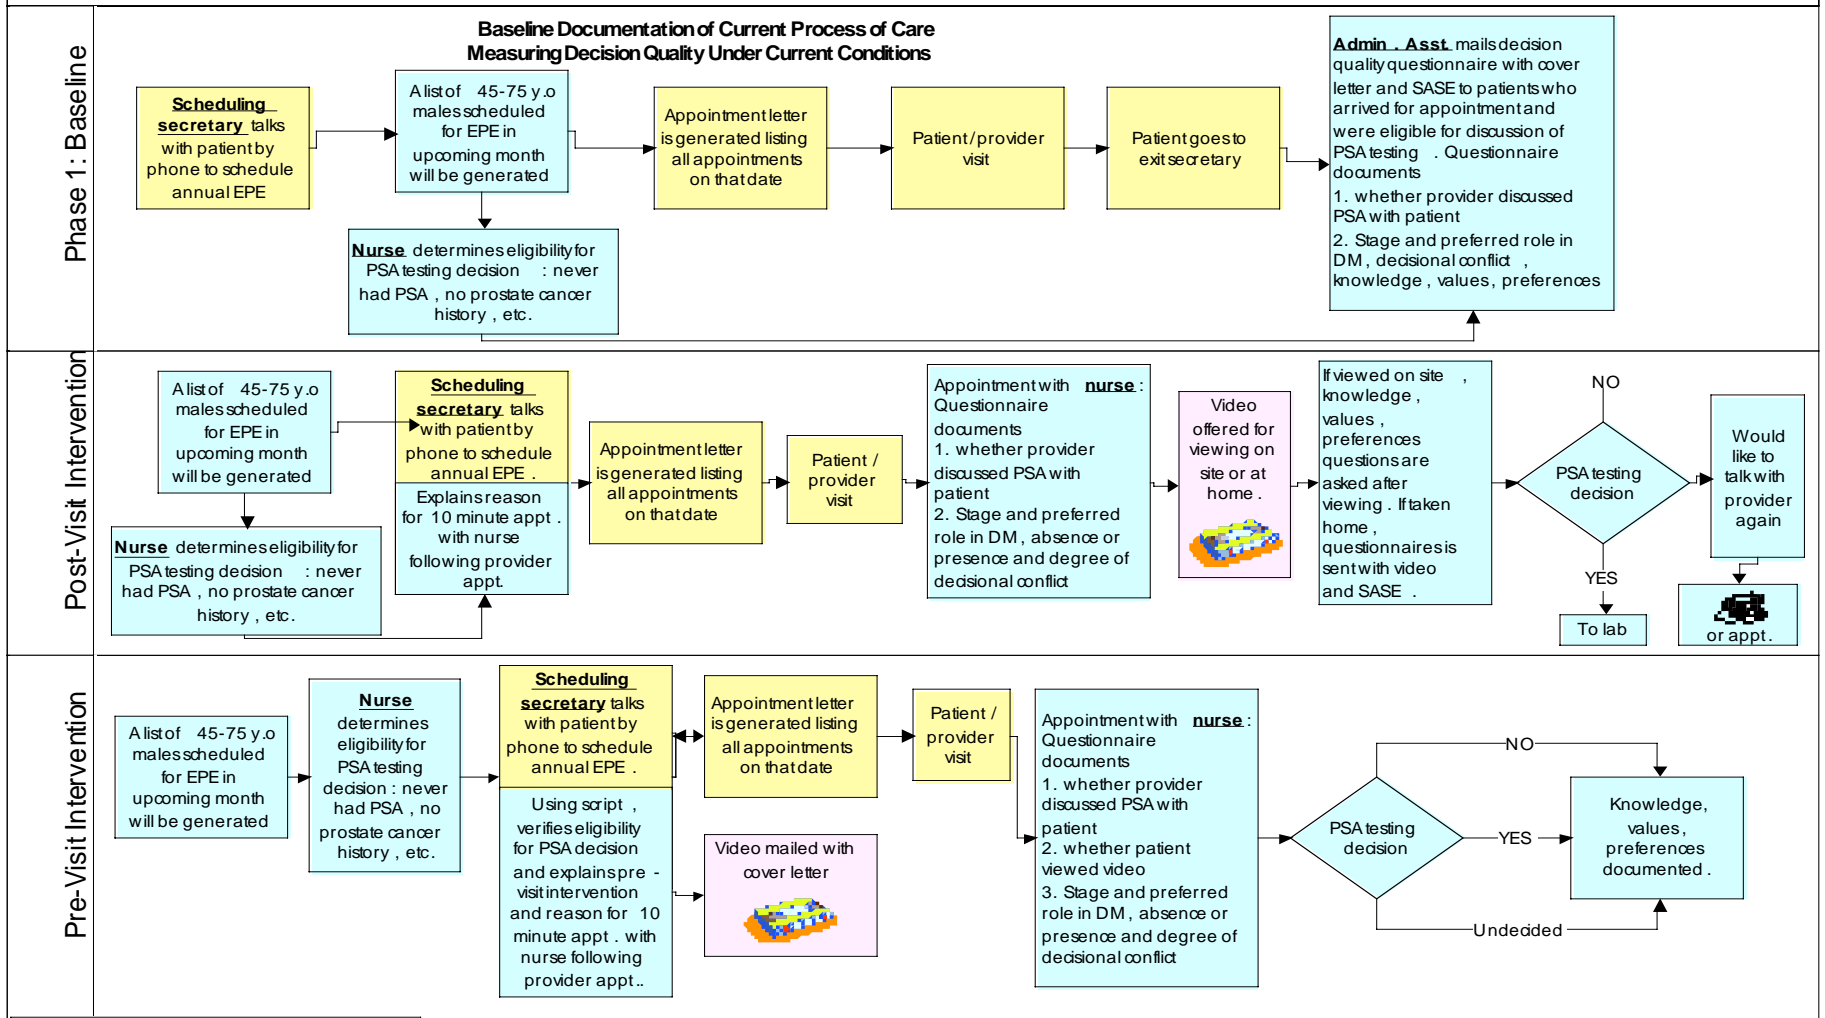 Baseline Documentation of Current Process of Care
Measuring Decision Quality Under Current Conditions
Phase 1: Baseline
Scheduling
secretary talks
with patient by
phone to schedule
annual EPE
A list of 45-75 y.o
males scheduled
for EPE in
upcoming month
will be generated
Nurse determines eligibility for
PSA testing decision : never
had PSA , no prostate cancer
history , etc.
Appointment letter
is generated listing
all appointments
on that date
Patient / provider
visit
Patient goes to
exit secretary
Admin . Asst. mails decision
quality questionnaire with cover
letter and SASE to patients who
arrived for appointment and
were eligible for discussion of
PSA testing . Questionnaire
documents
1. whether provider discussed
PSA with patient
2. Stage and preferred role in
DM , decisional conflict ,
knowledge , values , preferences
Post-Visit Intervention
A list of 45-75 y.o
males scheduled
for EPE in
upcoming month
will be generated
Nurse determines eligibility for
PSA testing decision : never
had PSA , no prostate cancer
history , etc.
Scheduling
secretary talks
with patient by
phone to schedule
annual EPE .
Explains reason
for 10 minute appt .
with nurse
following provider
appt.
Appointment letter
is generated listing
all appointments
on that date
Patient /
provider
visit
Appointment with nurse :
Questionnaire
documents
1. whether provider
discussed PSA with
patient
2. Stage and preferred
role in DM , absence or
presence and degree of
decisional conflict
Video
offered for
viewing on
site or at
home .
If viewed on site ,
knowledge ,
values ,
preferences
questions are
asked after
viewing . If taken
home ,
questionnaires is
sent with video
and SASE .
NO
PSA testing
decision
YES
To lab
Would
like to
talk with
provider
again
or appt .
Pre-Visit Intervention
A list of 45-75 y.o
males scheduled
for EPE in
upcoming month
will be generated
Nurse
determines
eligibility for
PSA testing
decision : never
had PSA , no
prostate cancer
history , etc.
Scheduling
secretary talks
with patient by
phone to schedule
annual EPE .
Using script ,
verifies eligibility
for PSA decision
and explains pre -
visit intervention
and reason for 10
minute appt . with
nurse following
provider appt ..
Appointment letter
is generated listing
all appointments
on that date
Video mailed with
cover letter
Patient /
provider
visit
Appointment with nurse :
Questionnaire
documents
1. whether provider
discussed PSA with
patient
2. whether patient
viewed video
3. Stage and preferred
role in DM , absence or
presence and degree of
decisional conflict
PSA testing
decision
NO
YES
Undecided
Knowledge,
values ,
preferences
documented .